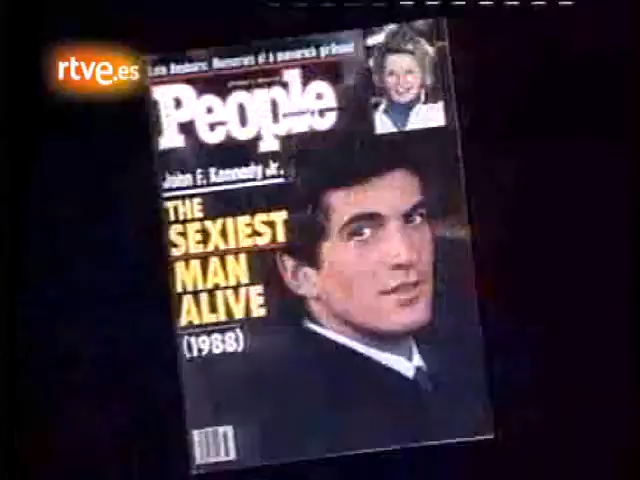 rtve.es
People
John F. Kennedy Jr.
THE
SEXIEST
MAN
ALIVE
(1988)